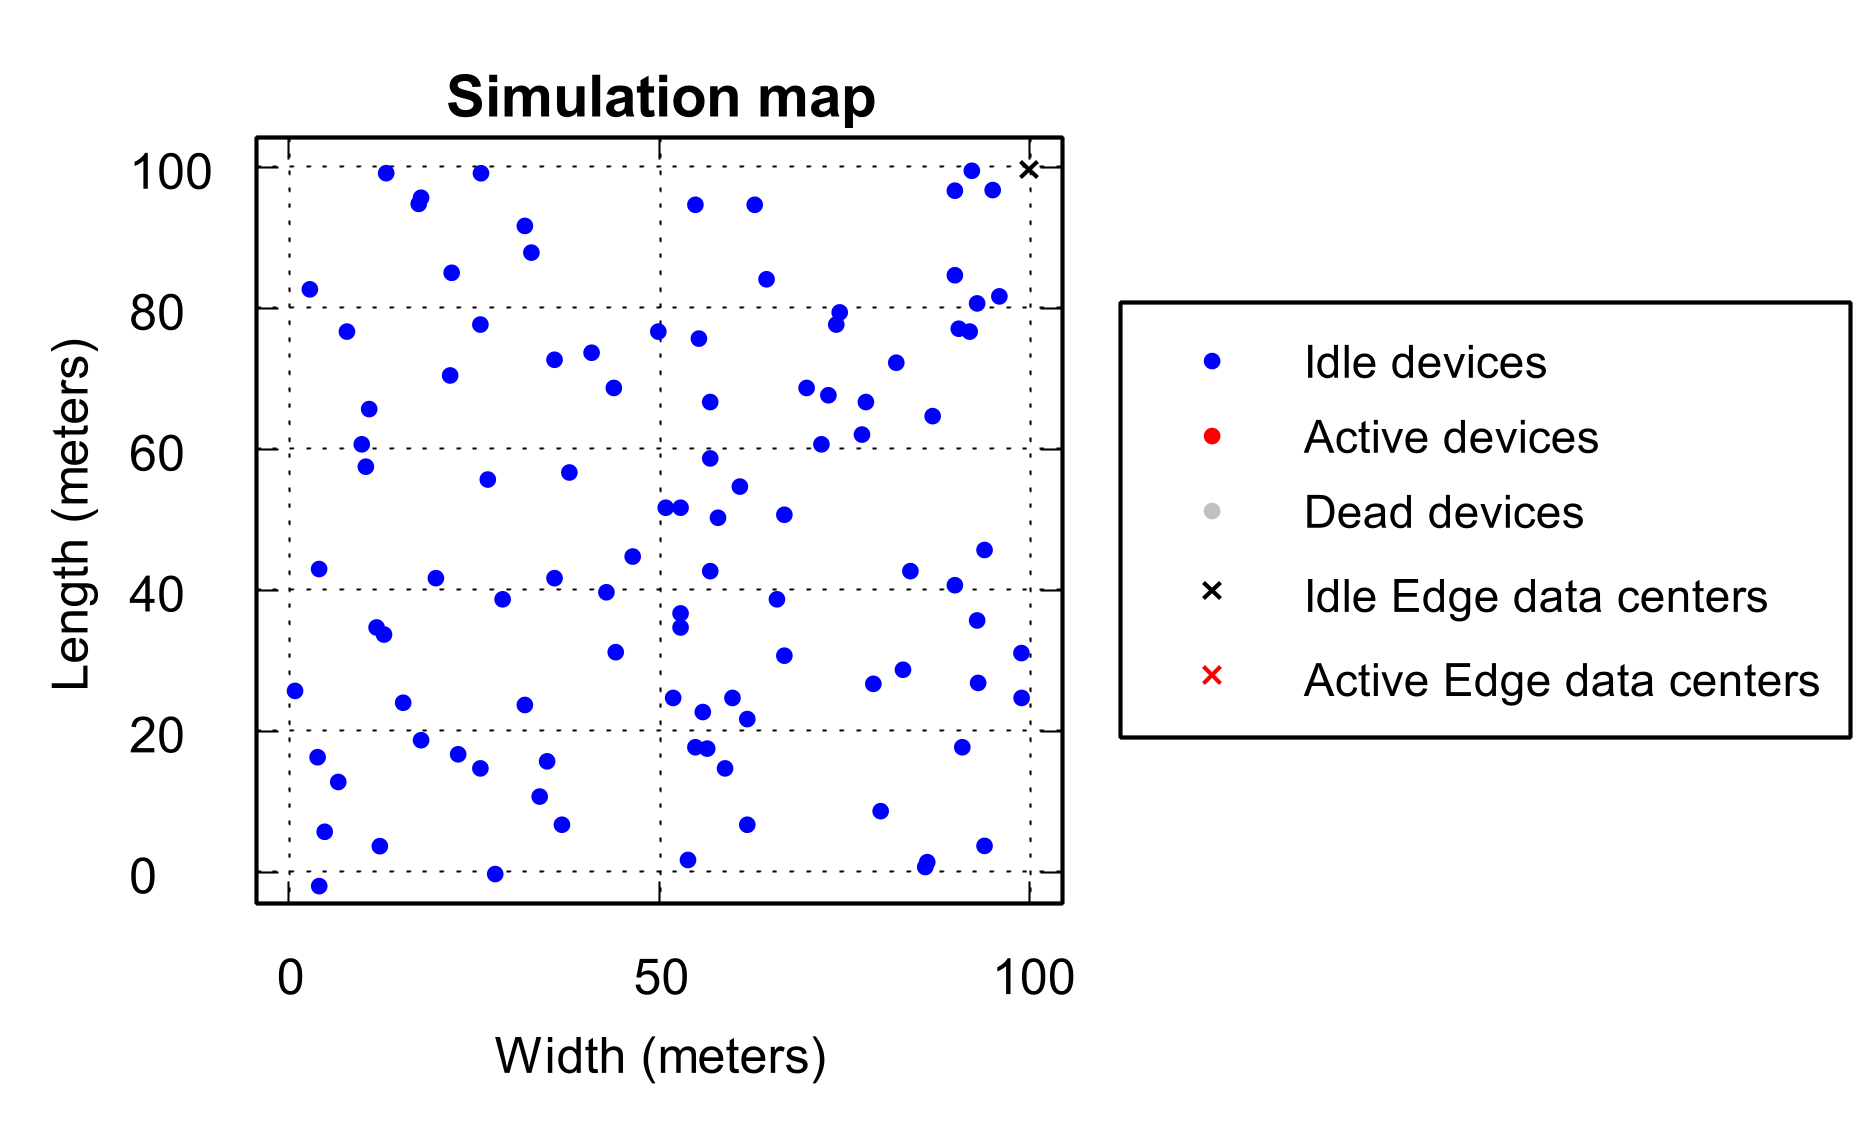 Simulation map
100
80
60
40
20
0
Length (meters)
0 50 100
Width (meters)
Idle devices
Active devices
Dead devices
Idle Edge data centers
Active Edge data centers